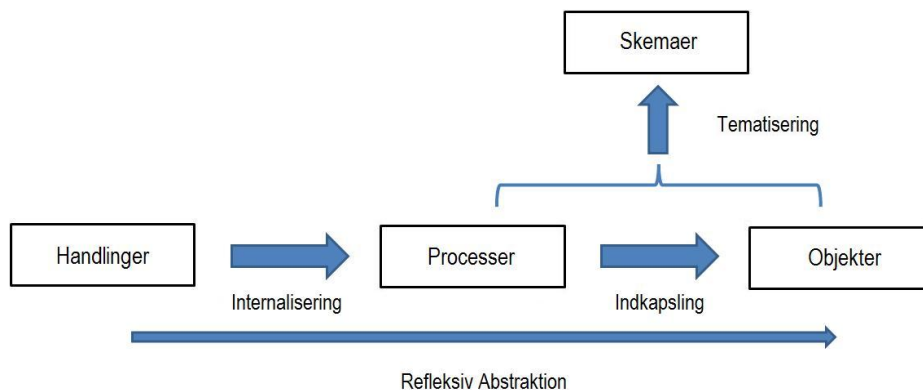 Skemaer
Tematisering
Handlinger
Processer
Objekter
Internalisering
Indkapsling
Refleksiv Abstraktion